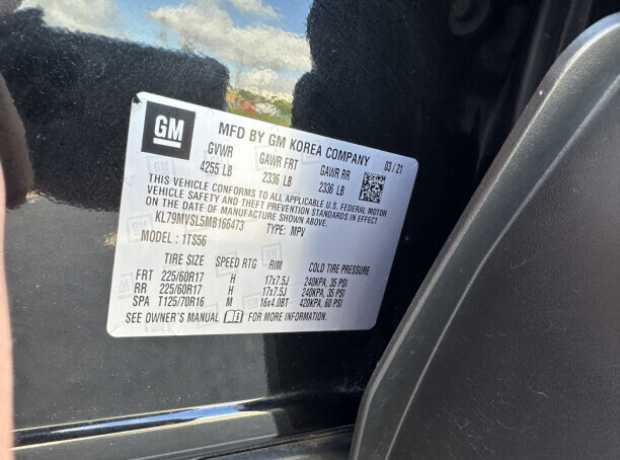 GM
MFD BY GM KOREA COMPANY
GVWR GAWR FRT GAWR RR 03/21
4255 LB 2336 LB 2336 LB
THIS VEHICLE CONFORMS TO ALL APPLICABLE U.S. FEDERAL MOTOR
VEHICLE SAFETY AND THEFT PREVENTION STANDARDS IN EFFECT
ON THE DATE OF MANUFACTURE SHOWN ABOVE.
KL79MVSL5MB166473 TYPE: MPV
MODEL: 1TS56
TIRE SIZE SPEED RTG RIM COLD TIRE PRESSURE
FRT 225/60R17 H 17x7.5J 240KPA, 35 PSI
RR 225/60R17 H 17x7.5J 240KPA, 35 PSI
SPA T125/70R16 M 16x4.0BT 420KPA, 60 PSI
SEE OWNER'S MANUAL FOR MORE INFORMATION.